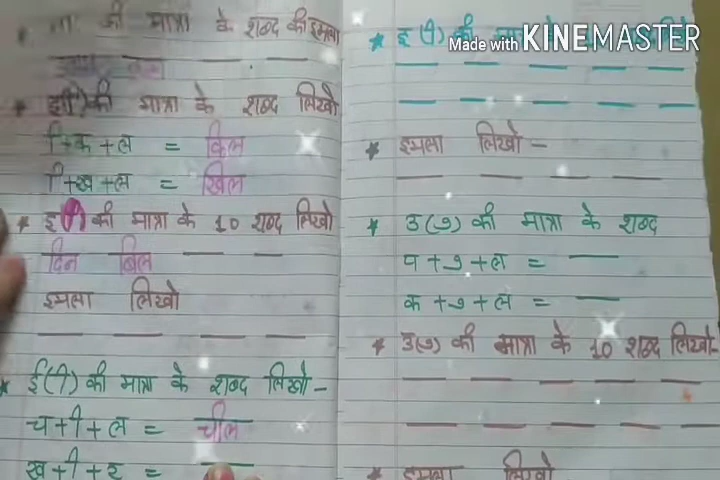 की मात्रा के शब्द की इमला
इ(ि) की मात्रा के शब्द लिखो
ि+क+ल = किल
ि+ख+ल = खिल
* इ(ि) की मात्रा के 10 शब्द लिखो
दिन बिल
इमला लिखो
* ई(ी) की मात्रा के शब्द लिखो-
च+ी+ल = चील
ख+ी+र =
* इ (ी) की
Made with KINEMASTER
* इमला लिखो -
* उ(ु) की मात्रा के शब्द
प+ु+ल =
क+ु+ल =
* उ(ु) की मात्रा के 10 शब्द लिखो-
* इमला लिखो